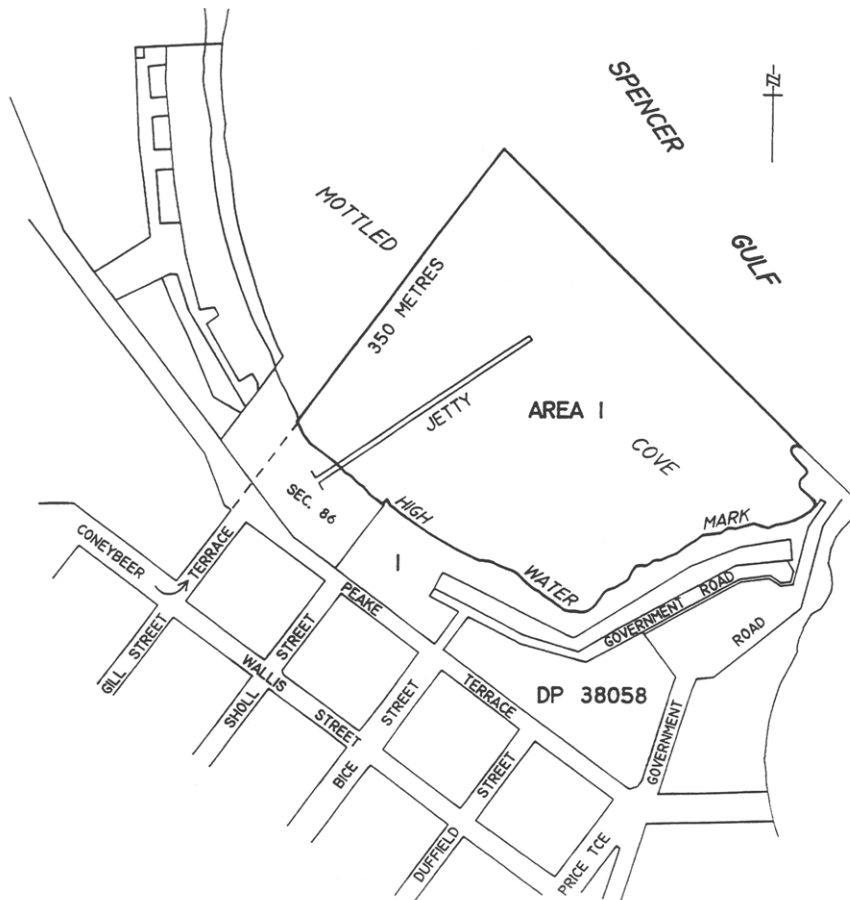 SPENCER
GULF
N
MOTTLED
COVE
350 METRES
JETTY
AREA 1
HIGH
WATER
MARK
SEC. 86
1
CONEYBEER
TERRACE
PEAKE
TERRACE
GILL STREET
SHOLL
STREET
WALLIS
STREET
BICE
STREET
DUFFIELD
STREET
PRICE TCE
GOVERNMENT ROAD
GOVERNMENT
ROAD
DP 38058